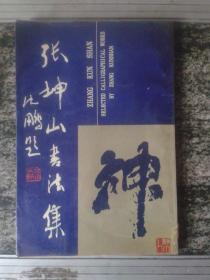 张坤山书法集
沈鹏题
ZHANG KUN SHAN
SELECTED CALLIGRAPHICAL WORKS
BY ZHANG KUNSHAN
神